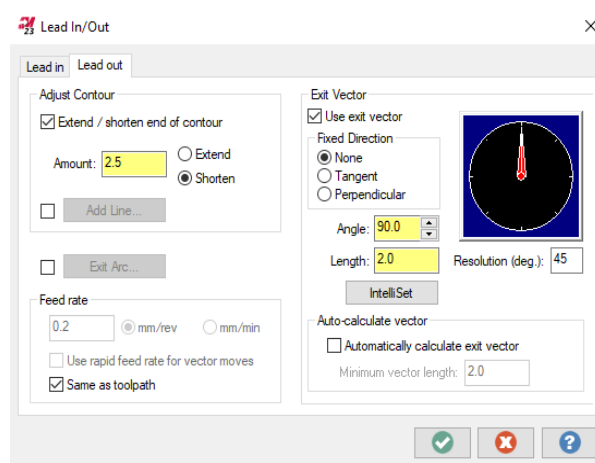 23 Lead In/Out
Lead in Lead out
Adjust Contour
Extend / shorten end of contour
Amount: 2.5
Extend
Shorten
Add Line...
Exit Arc...
Feed rate
0.2 mm/rev mm/min
Use rapid feed rate for vector moves
Same as toolpath
Exit Vector
Use exit vector
Fixed Direction
None
Tangent
Perpendicular
Angle: 90.0
Length: 2.0 Resolution (deg.): 45
IntelliSet
Auto-calculate vector
Automatically calculate exit vector
Minimum vector length: 2.0
?